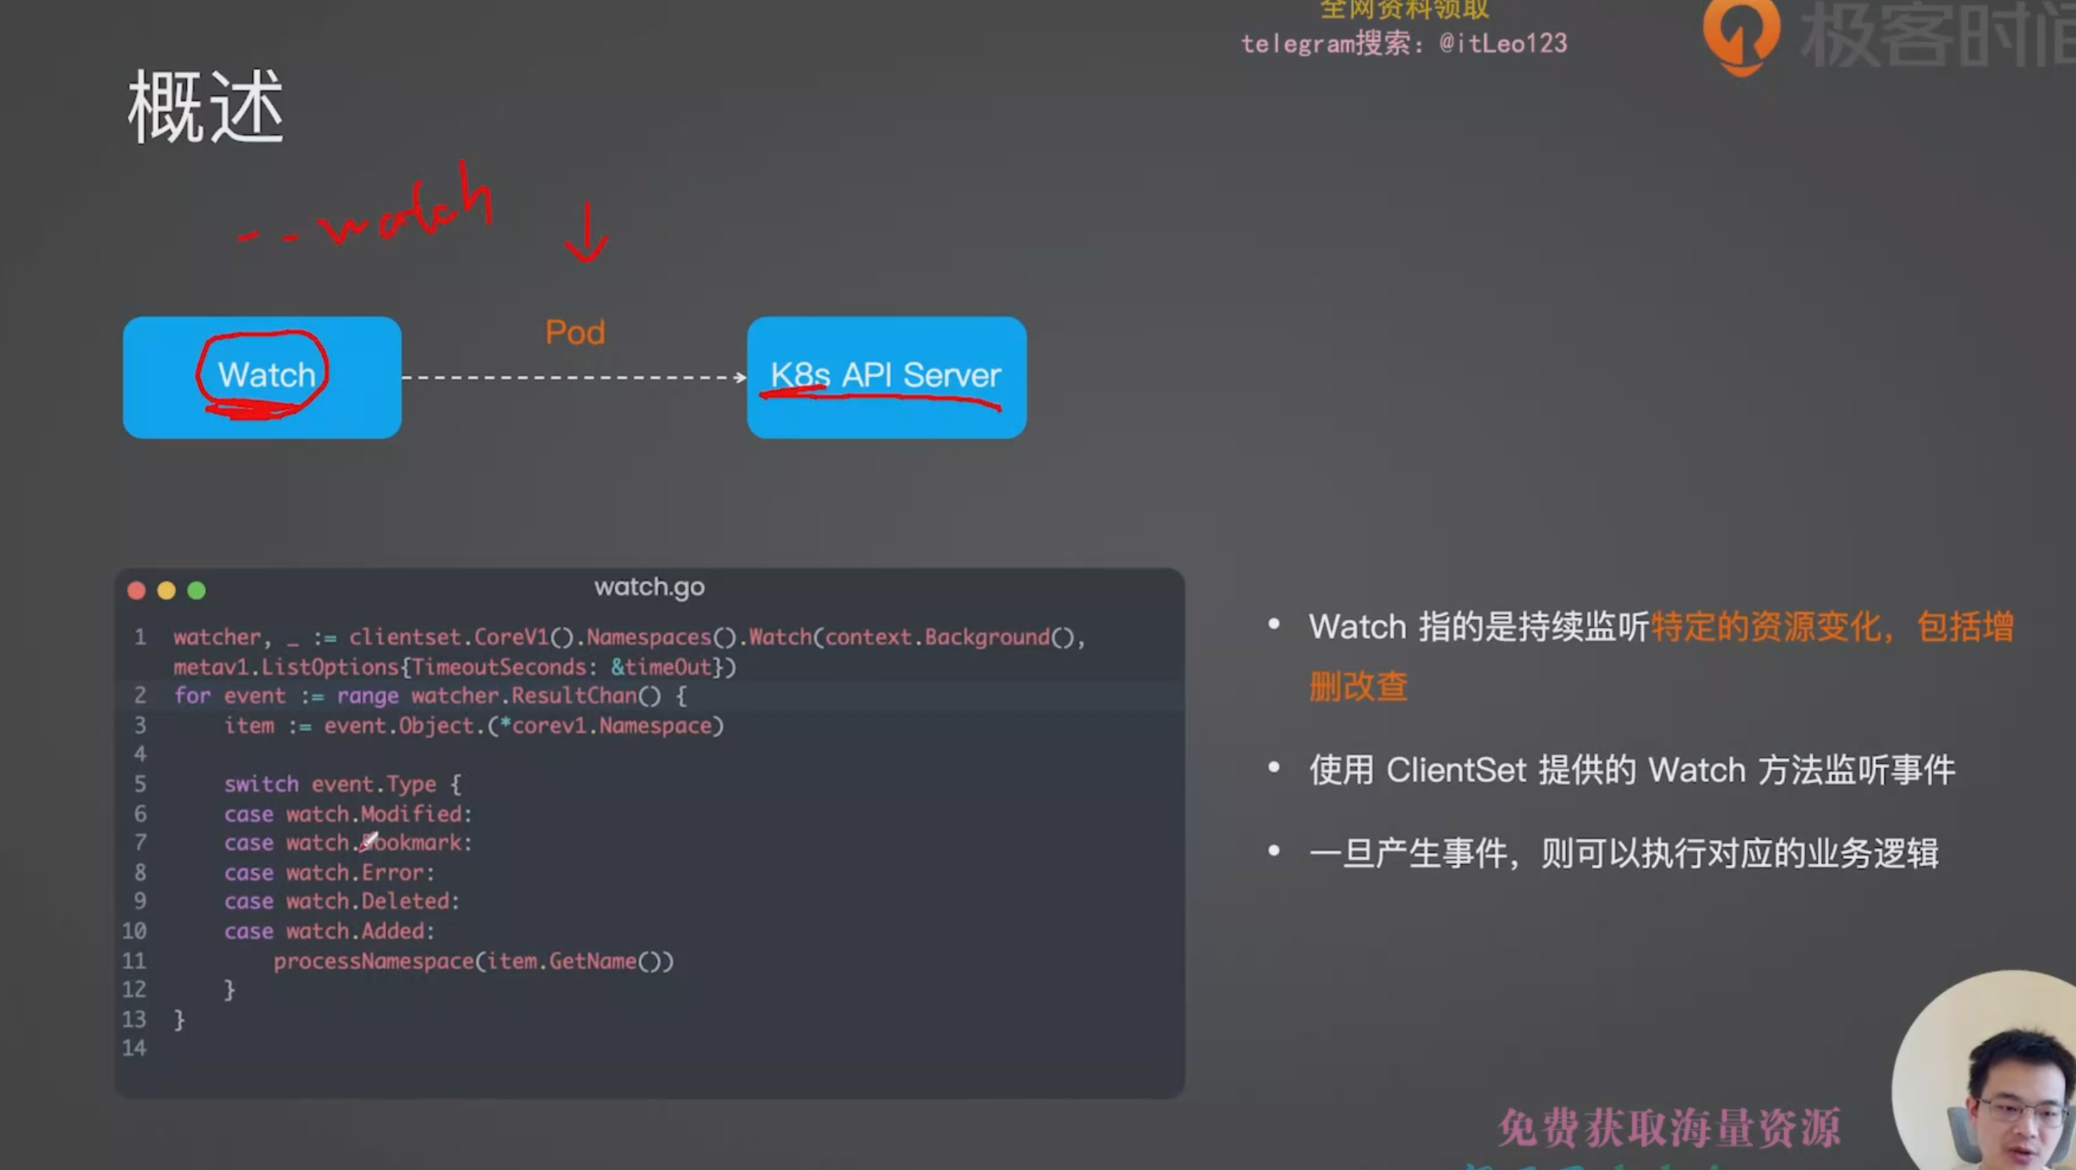 全网资料领取
telegram搜索：@itLeo123
极客时间
概述
--watch
Pod
Watch
K8s API Server
watch.go
1 watcher, _ := clientset.CoreV1().Namespaces().Watch(context.Background(),
metav1.ListOptions{TimeoutSeconds: &timeOut})
2 for event := range watcher.ResultChan() {
3 item := event.Object.(*corev1.Namespace)
4
5 switch event.Type {
6 case watch.Modified:
7 case watch.Bookmark:
8 case watch.Error:
9 case watch.Deleted:
10 case watch.Added:
11 processNamespace(item.GetName())
12 }
13 }
14
• Watch 指的是持续监听特定的资源变化，包括增
删改查
• 使用 ClientSet 提供的 Watch 方法监听事件
• 一旦产生事件，则可以执行对应的业务逻辑
免费获取海量资源